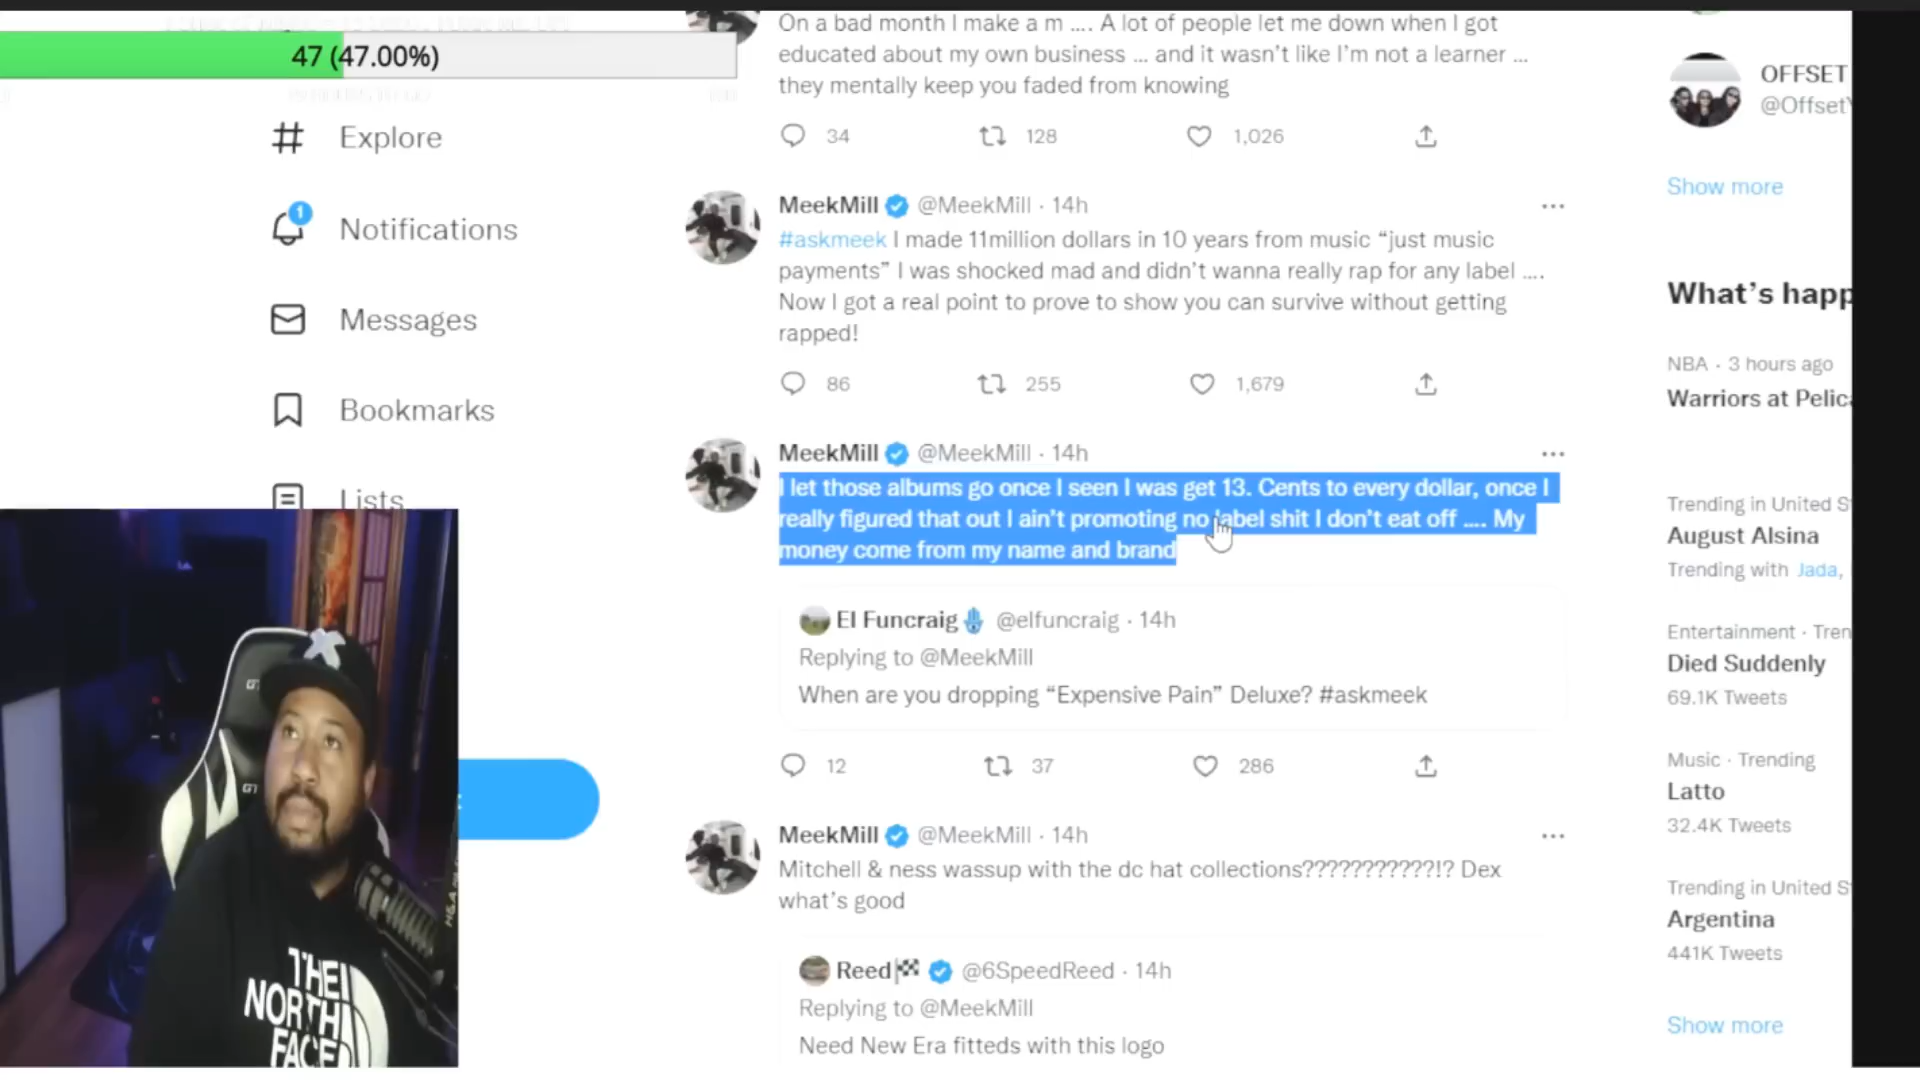 On a bad month I make a m .... A lot of people let me down when I got
educated about my own business ... and it wasn't like I'm not a learner ...
they mentally keep you faded from knowing
34 128 1,026
47 (47.00%)
Explore
1
Notifications
Messages
Bookmarks
Lists
MeekMill @MeekMill · 14h
#askmeek I made 11million dollars in 10 years from music “just music
payments” I was shocked mad and didn't wanna really rap for any label ....
Now I got a real point to prove to show you can survive without getting
rapped!
86 255 1,679
MeekMill @MeekMill · 14h
I let those albums go once I seen I was get 13. Cents to every dollar, once I
really figured that out I ain't promoting no label shit I don't eat off .... My
money come from my name and brand
El Funcraig @elfuncraig · 14h
Replying to @MeekMill
When are you dropping “Expensive Pain” Deluxe? #askmeek
12 37 286
MeekMill @MeekMill · 14h
Mitchell & ness wassup with the dc hat collections???????????!? Dex
what's good
Reed @6SpeedReed · 14h
Replying to @MeekMill
Need New Era fitteds with this logo
OFFSET
@OffsetY
Show more
What's happ
NBA · 3 hours ago
Warriors at Pelic
Trending in United S
August Alsina
Trending with Jada,
Entertainment · Tren
Died Suddenly
69.1K Tweets
Music · Trending
Latto
32.4K Tweets
Trending in United S
Argentina
441K Tweets
Show more
THE
NORTH
FACE